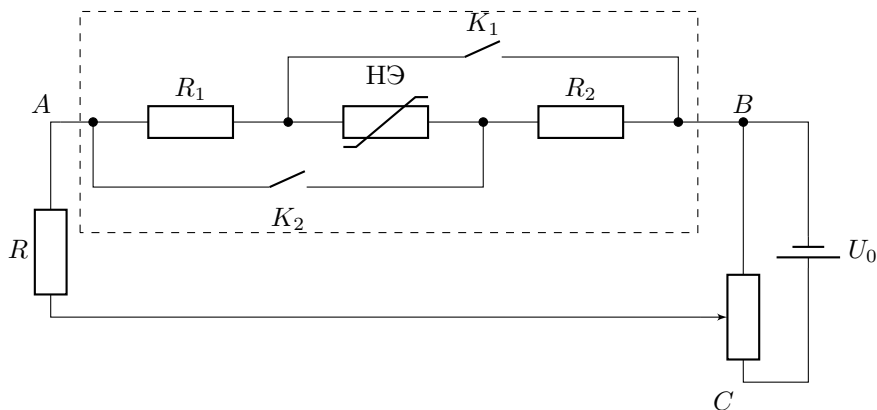 K₁
НЭ
R₁
R₂
A
B
K₂
R
U₀
C